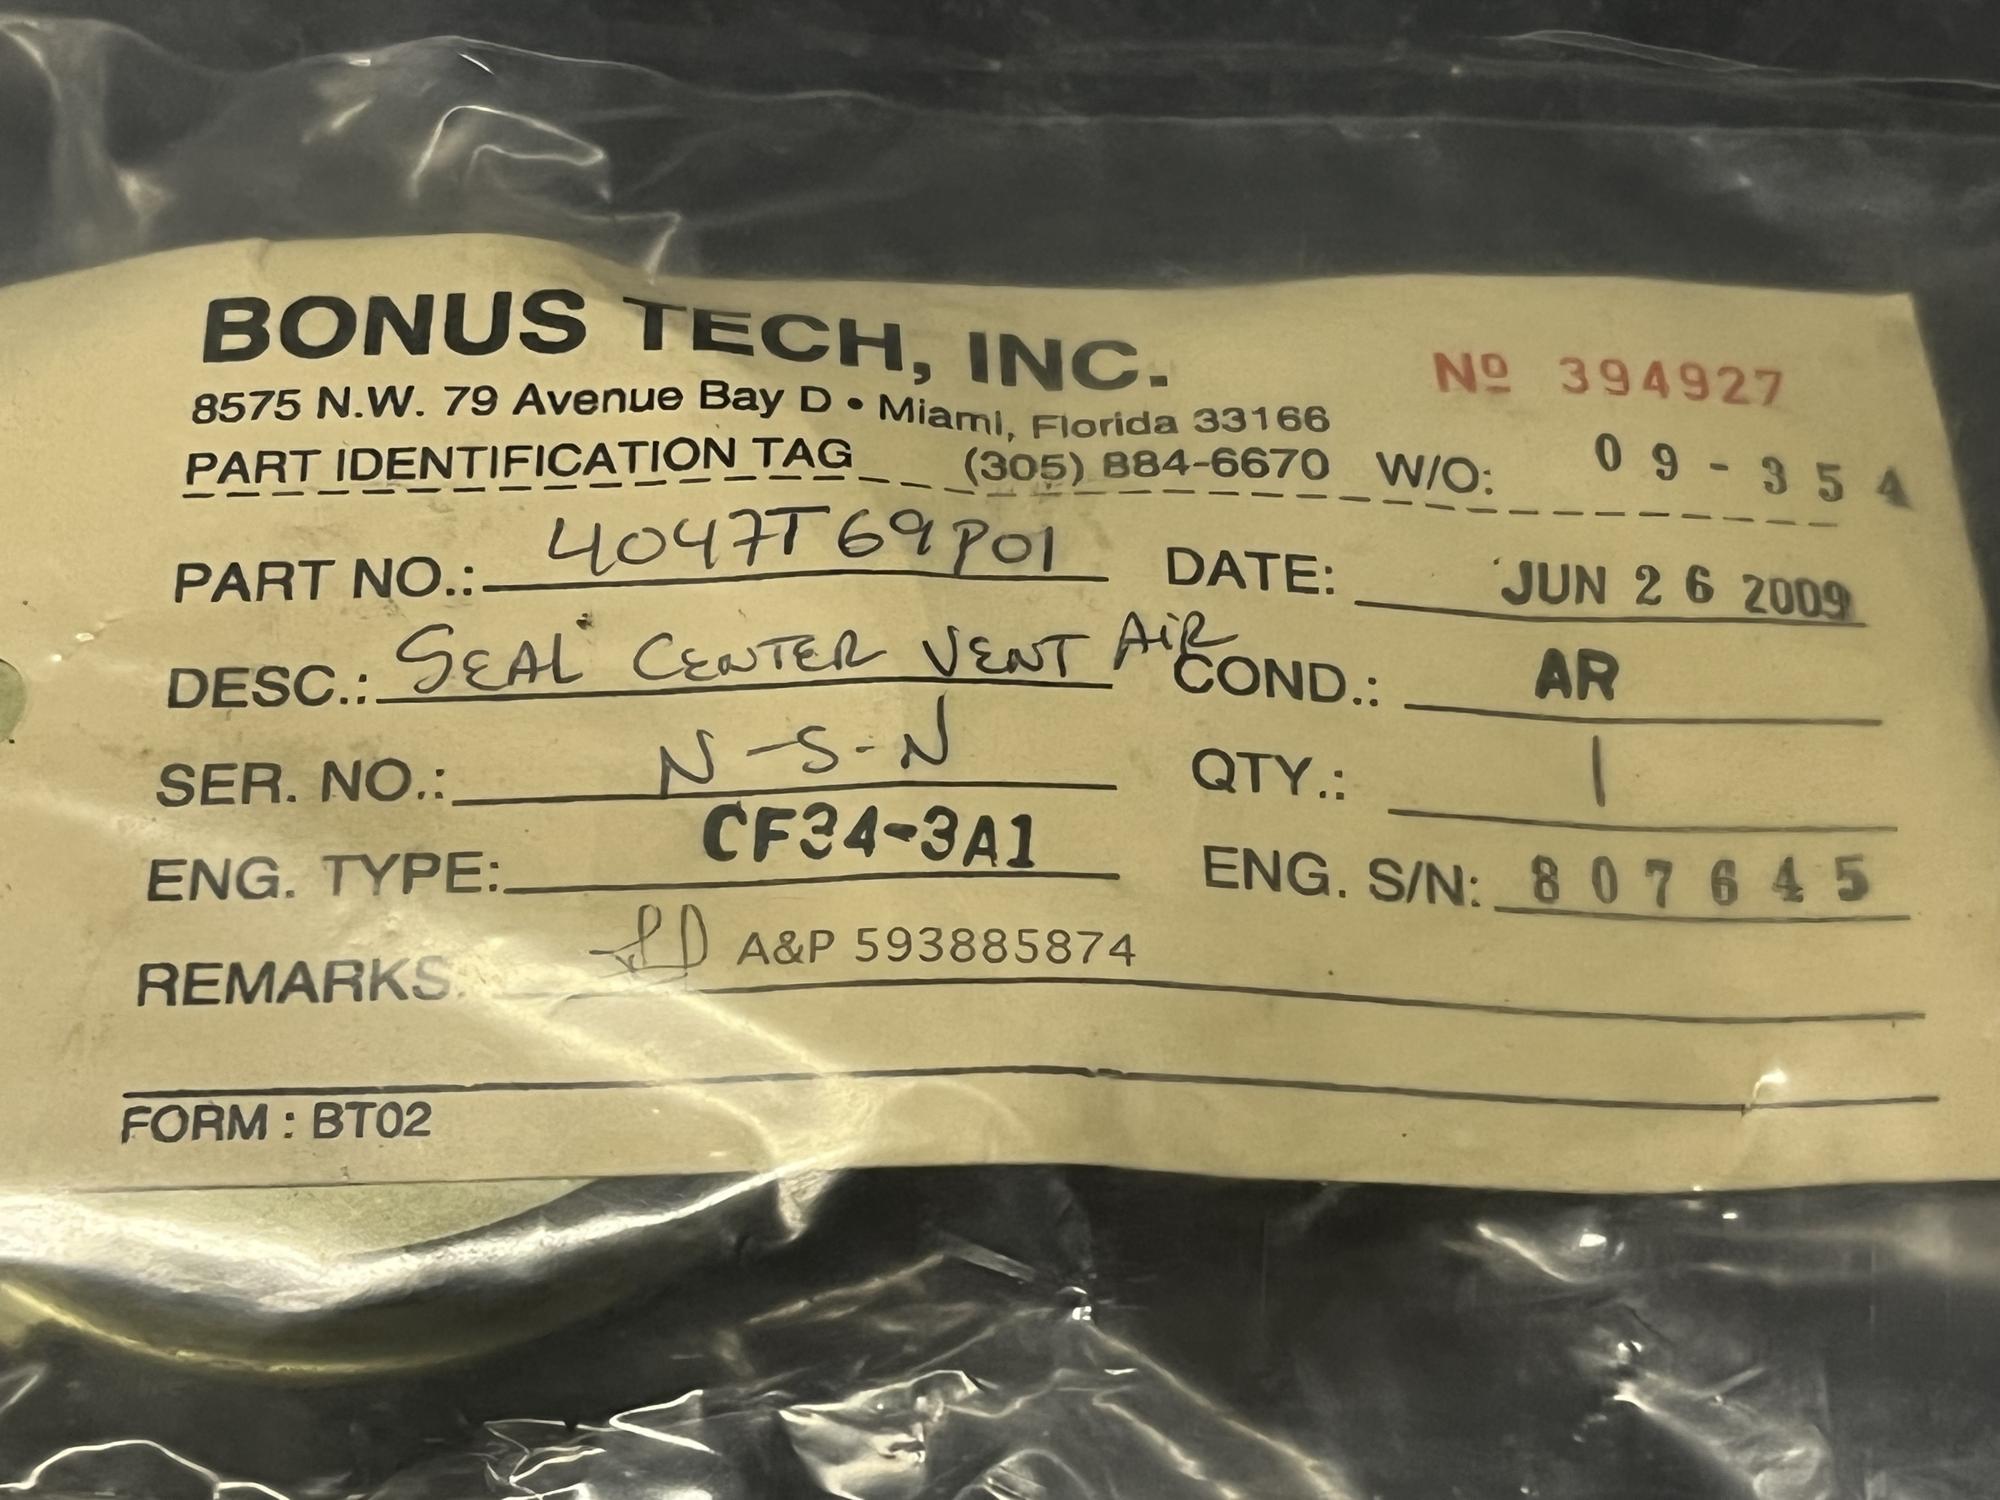 BONUS TECH, INC.
8575 N.W. 79 Avenue Bay D • Miami, Florida 33166 Nº 394927
PART IDENTIFICATION TAG (305) 884-6670 W/O: 09-354
PART NO.: 4047T69P01 DATE: JUN 26 2009
DESC.: SEAL CENTER VENT AiR COND.: AR
SER. NO.: N-S-N QTY.: 1
ENG. TYPE: CF34-3A1 ENG. S/N: 807645
REMARKS: A&P 593885874
FORM : BT02